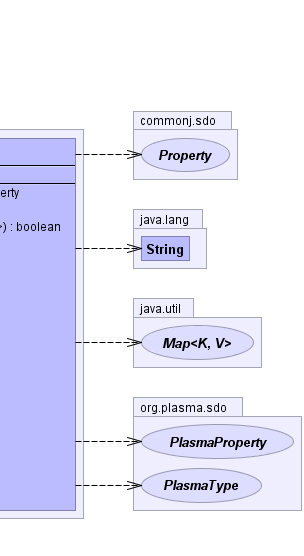 commonj.sdo
Property
erty
>) : boolean
java.lang
String
java.util
Map<K, V>
org.plasma.sdo
PlasmaProperty
PlasmaType